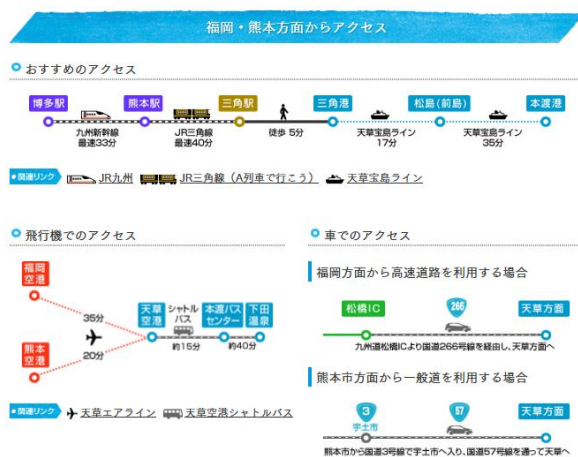 福岡・熊本方面からアクセス
おすすめのアクセス
博多駅 熊本駅 三角駅 三角港 松島(前島) 本渡港
九州新幹線 JR三角線 徒歩 5分 天草宝島ライン 天草宝島ライン
最速33分 最速40分 17分 35分
関連リンク JR九州 JR三角線(A列車で行こう) 天草宝島ライン
飛行機でのアクセス
福岡
空港
35分
熊本
空港
20分
天草
空港
シャトル
バス
約15分
本渡バス
センター
約40分
下田
温泉
関連リンク 天草エアライン 天草空港シャトルバス
車でのアクセス
福岡方面から高速道路を利用する場合
松橋IC 266 天草方面
九州道松橋ICより国道266号線を経由し、天草方面へ
熊本市方面から一般道を利用する場合
3 57 天草方面
宇土市
熊本市から国道3号線で宇土市へ入り、国道57号線を通って天草へ